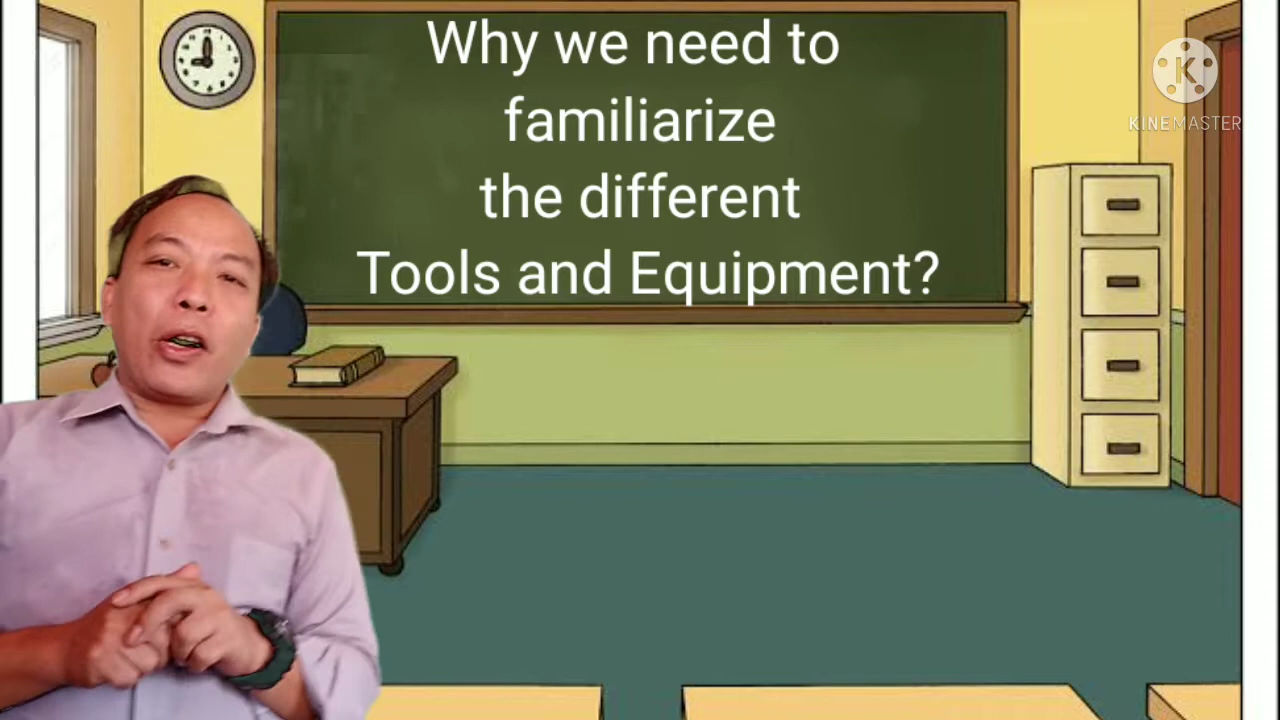 Why we need to
familiarize
the different
Tools and Equipment?
K
KINEMASTER